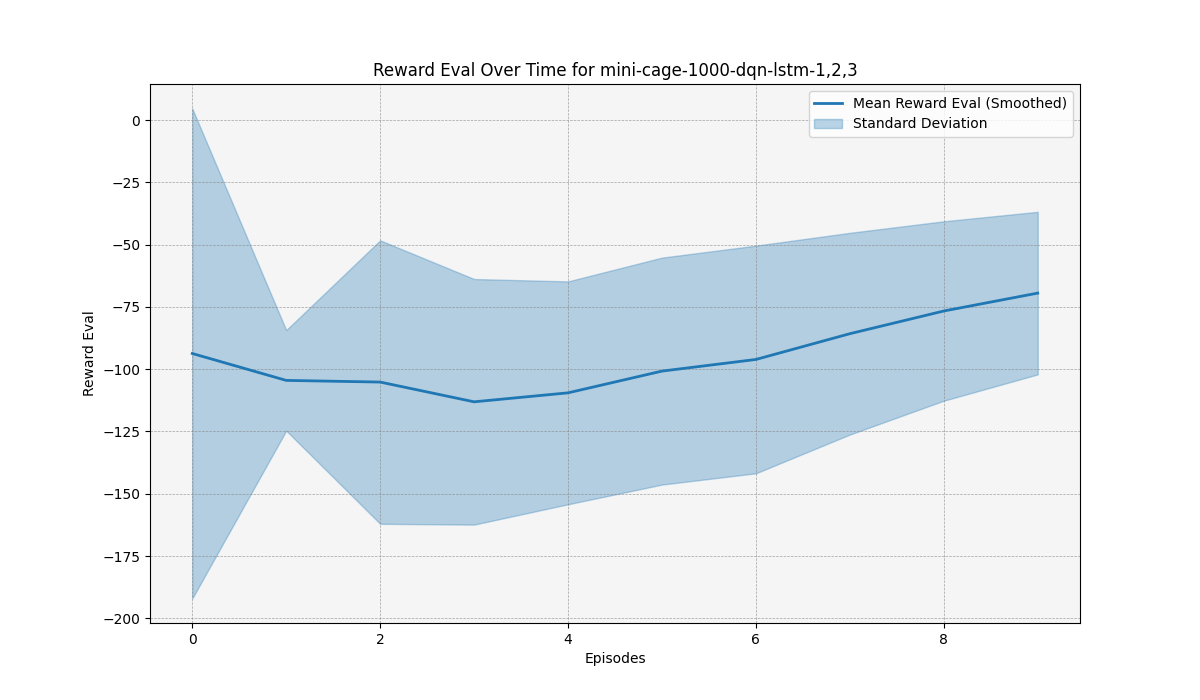 Reward Eval Over Time for mini-cage-1000-dqn-lstm-1,2,3
Mean Reward Eval (Smoothed)
Standard Deviation
Reward Eval
0
−25
−50
−75
−100
−125
−150
−175
−200
0 2 4 6 8
Episodes